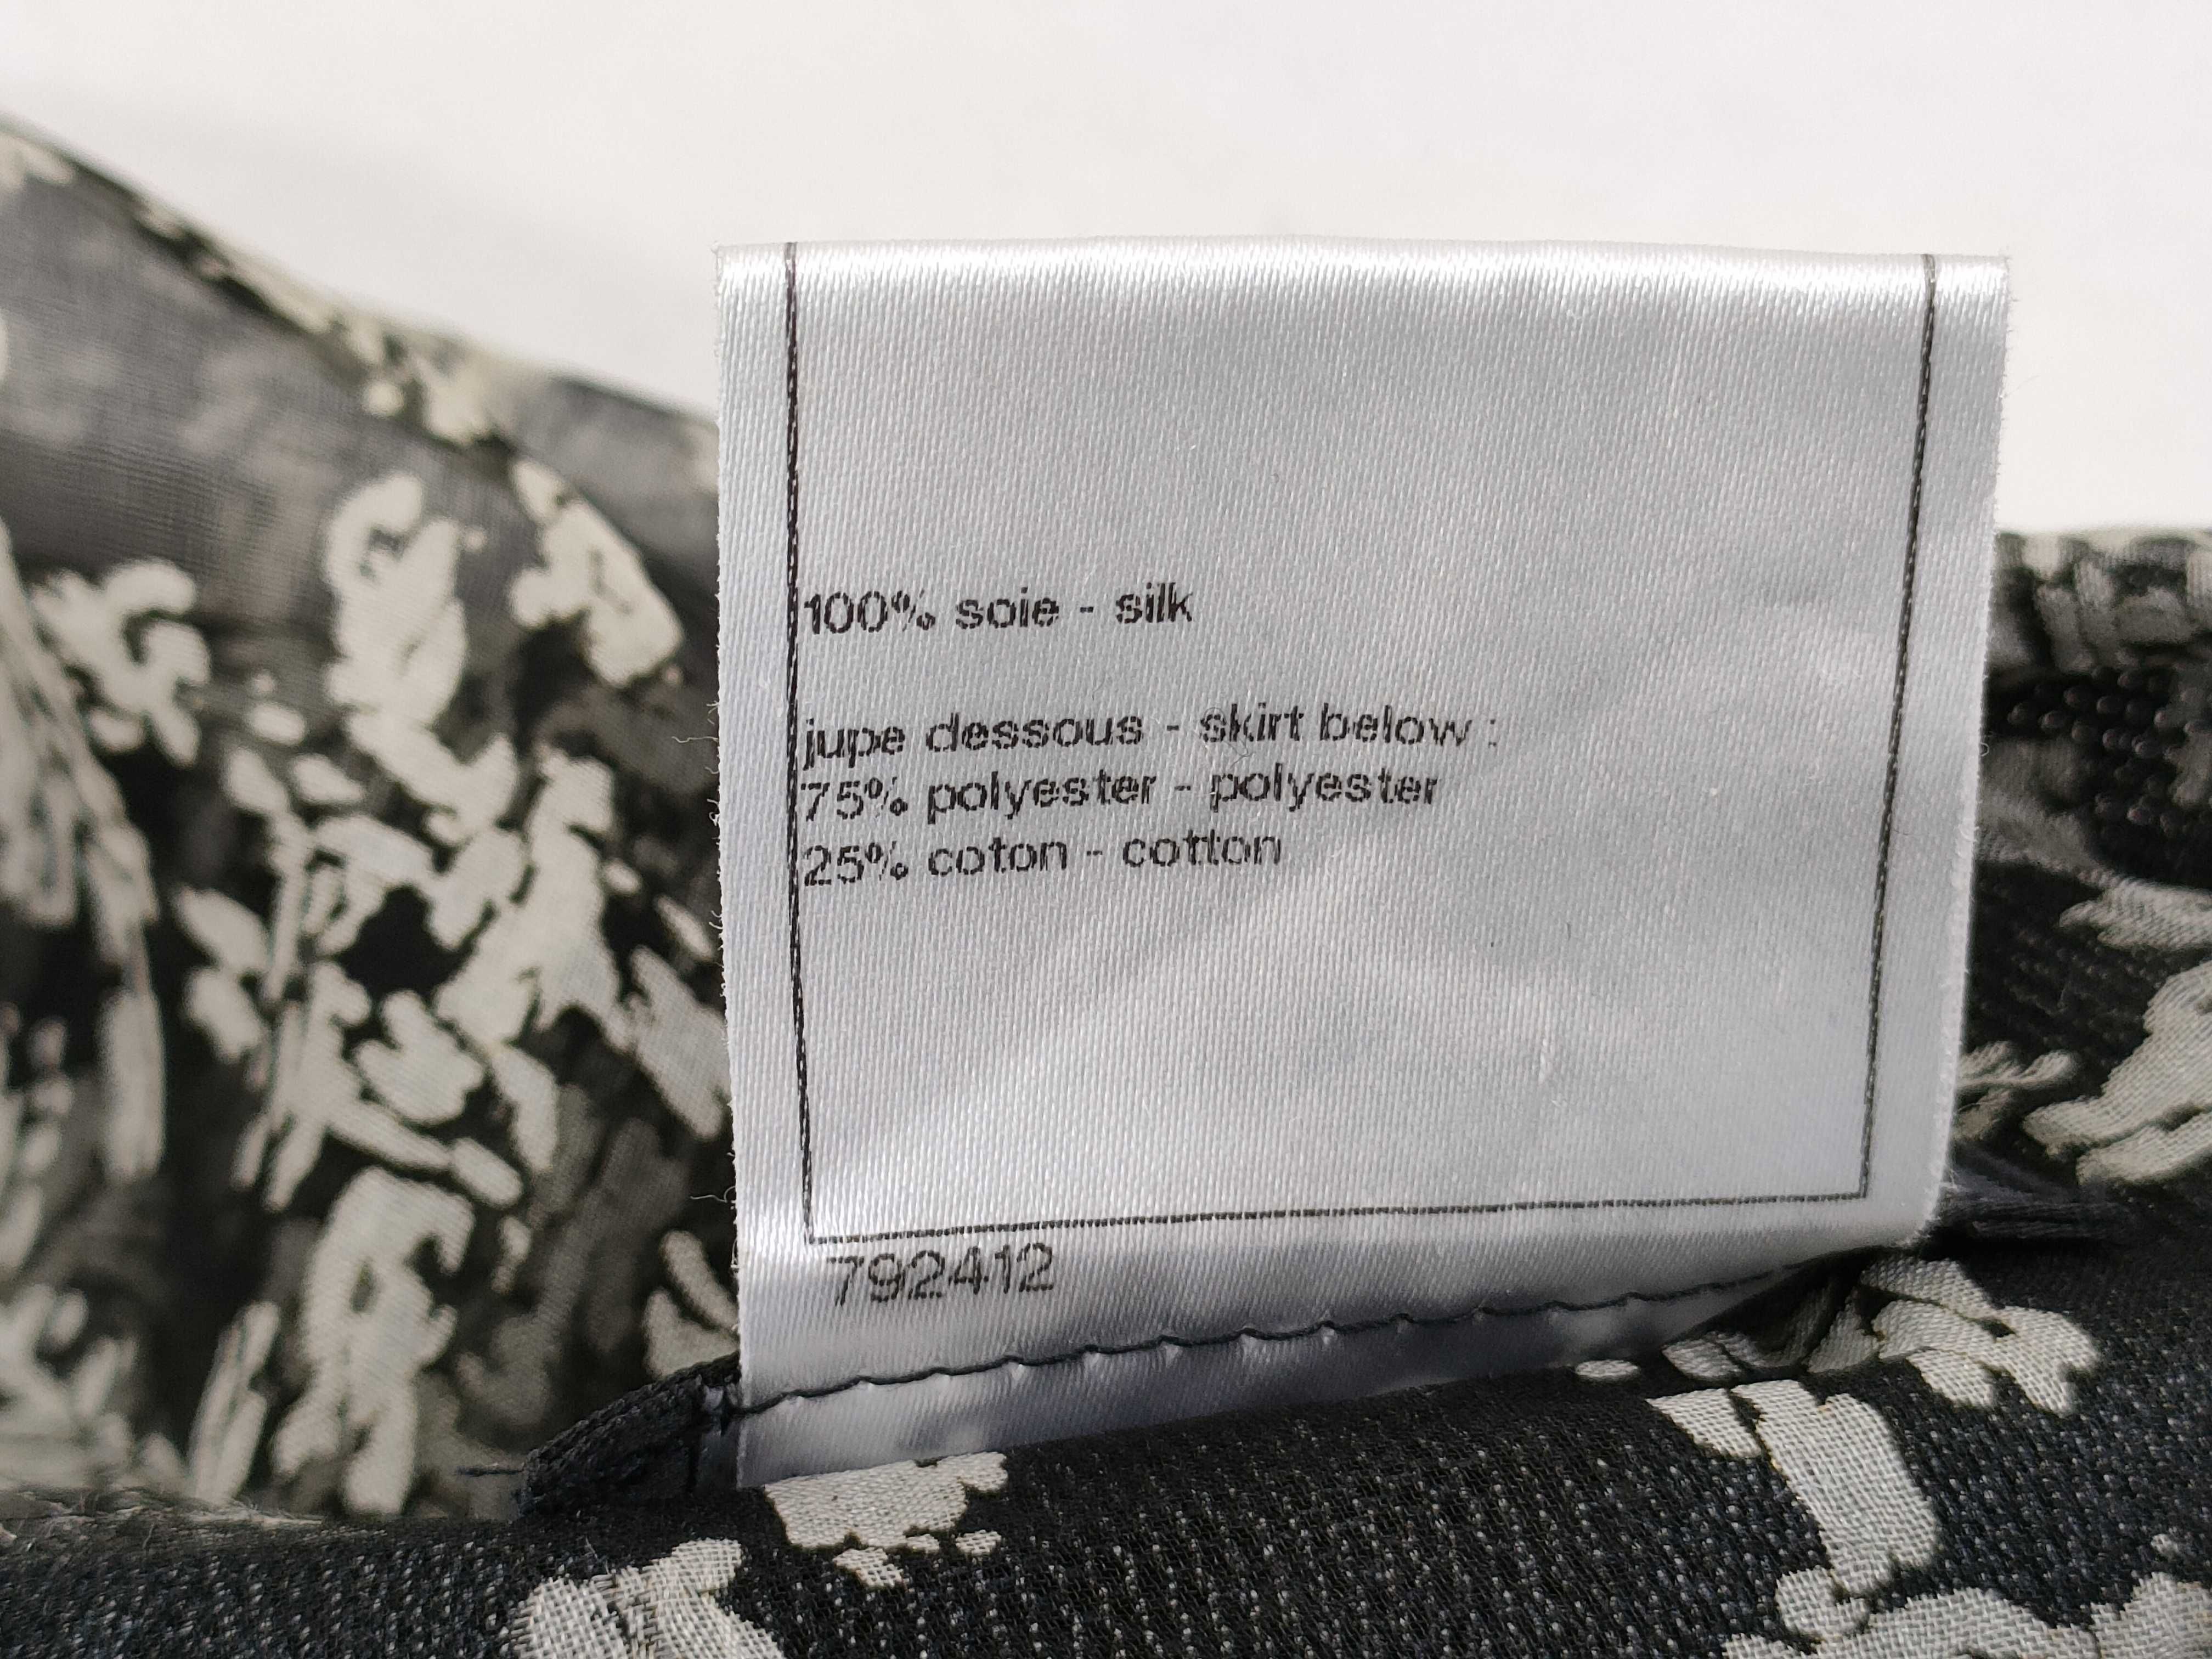 100% soie - silk
jupe dessous - skirt below :
75% polyester - polyester
25% coton - cotton
792412